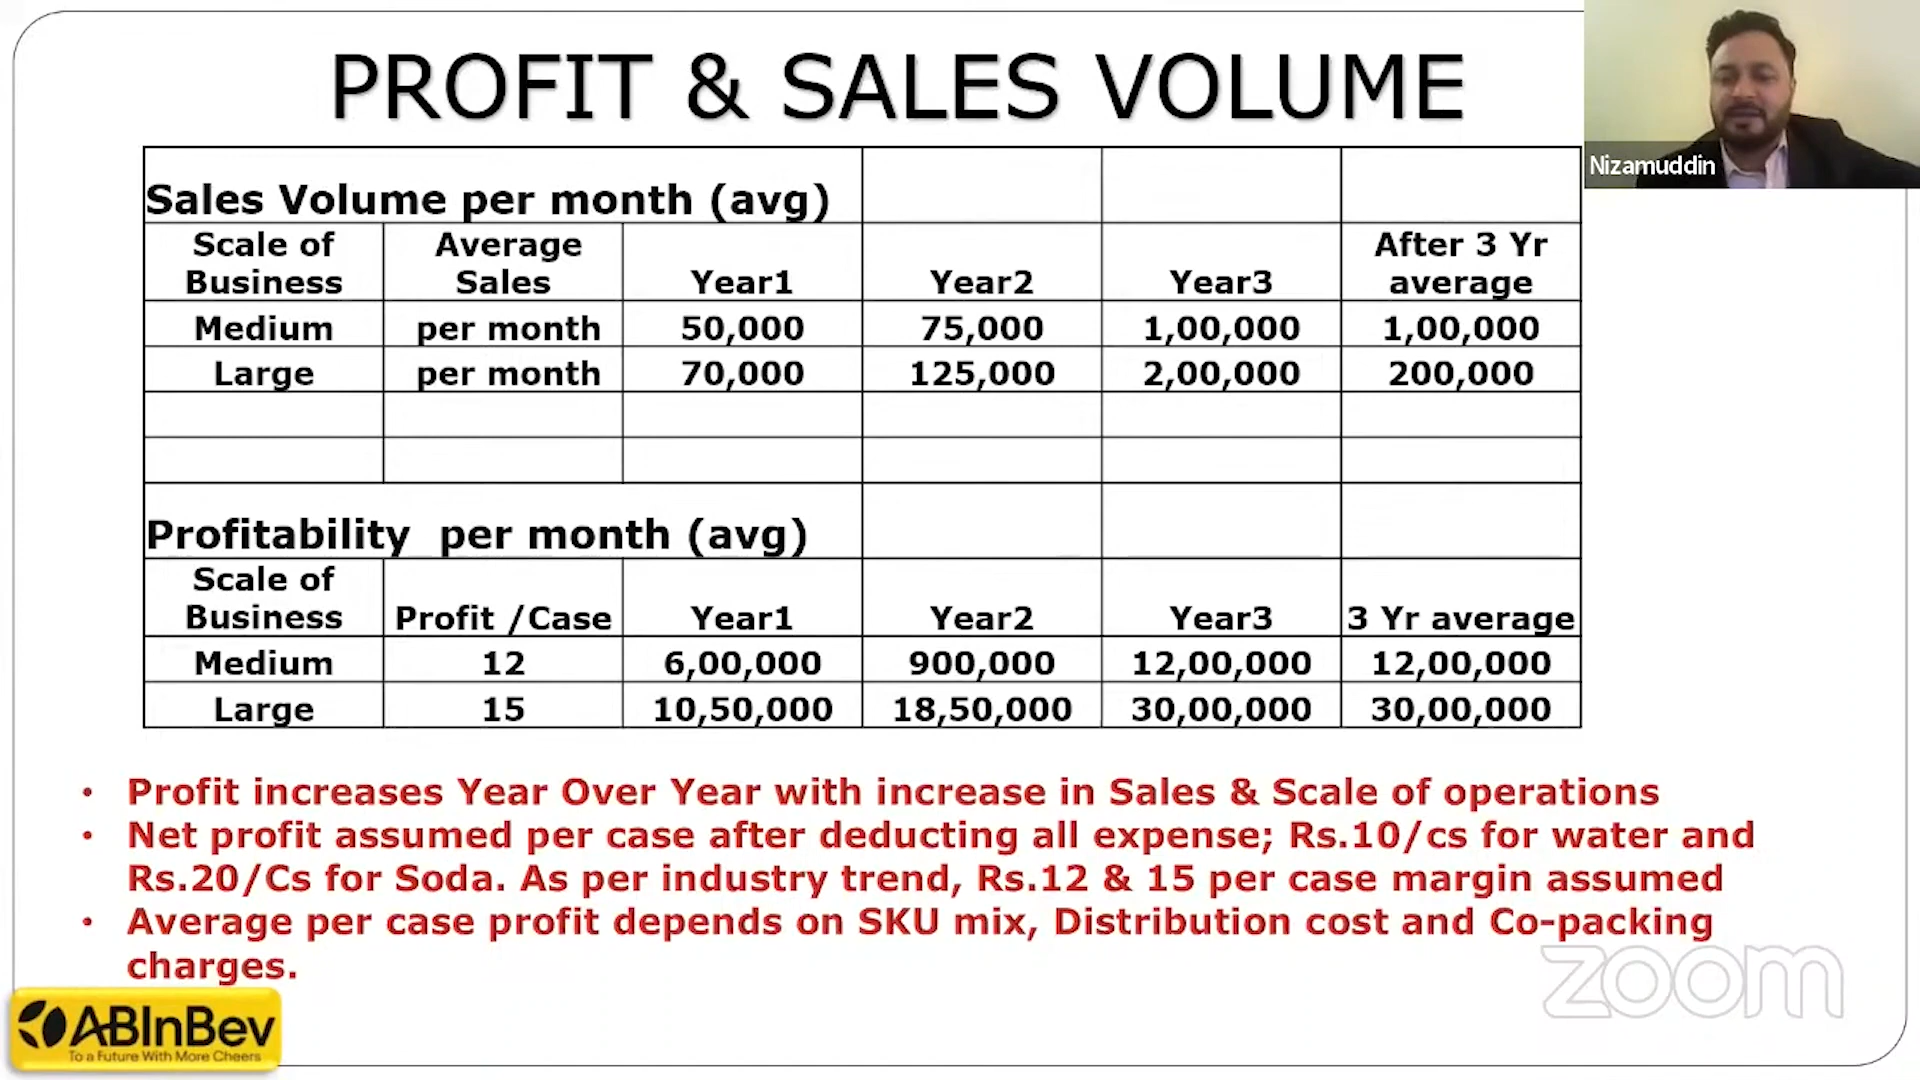 PROFIT & SALES VOLUME
Nizamuddin
Sales Volume per month (avg)
Scale of Business Average Sales Year1 Year2 Year3 After 3 Yr average
Medium per month 50,000 75,000 1,00,000 1,00,000
Large per month 70,000 125,000 2,00,000 200,000
Profitability per month (avg)
Scale of Business Profit /Case Year1 Year2 Year3 3 Yr average
Medium 12 6,00,000 900,000 12,00,000 12,00,000
Large 15 10,50,000 18,50,000 30,00,000 30,00,000
• Profit increases Year Over Year with increase in Sales & Scale of operations
• Net profit assumed per case after deducting all expense; Rs.10/cs for water and
Rs.20/Cs for Soda. As per industry trend, Rs.12 & 15 per case margin assumed
• Average per case profit depends on SKU mix, Distribution cost and Co-packing
charges.
zoom
ABInBev
To a Future With More Cheers